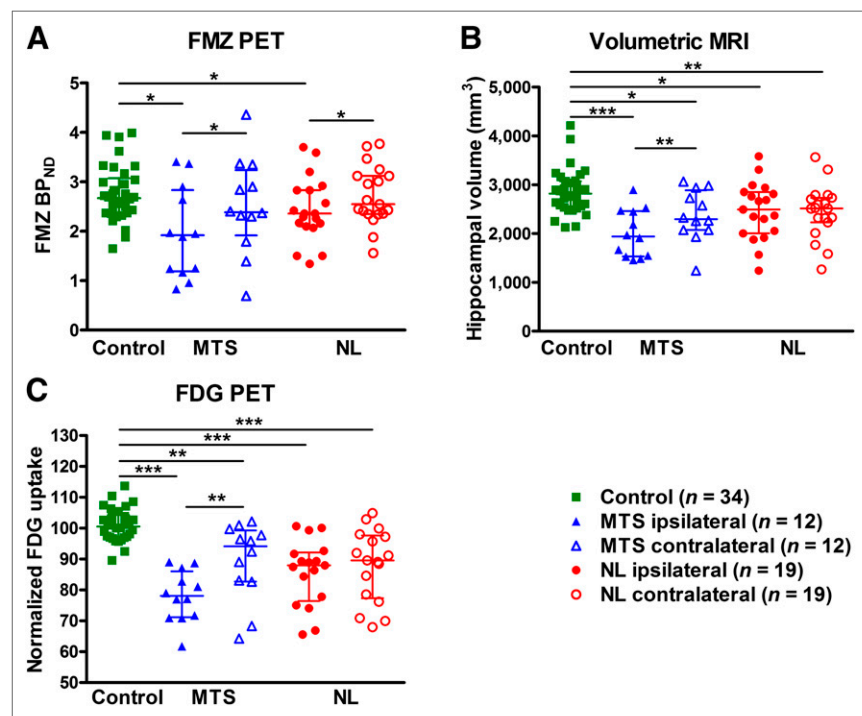 A
FMZ PET
FMZ BP_ND
5
4
3
2
1
0
*
*
*
*
Control
MTS
NL
B
Volumetric MRI
Hippocampal volume (mm³)
5,000
4,000
3,000
2,000
1,000
0
**
*
*
***
**
Control
MTS
NL
C
FDG PET
Normalized FDG uptake
130
120
110
100
90
80
70
60
50
***
***
**
***
**
Control
MTS
NL
Control (n = 34)
MTS ipsilateral (n = 12)
MTS contralateral (n = 12)
NL ipsilateral (n = 19)
NL contralateral (n = 19)